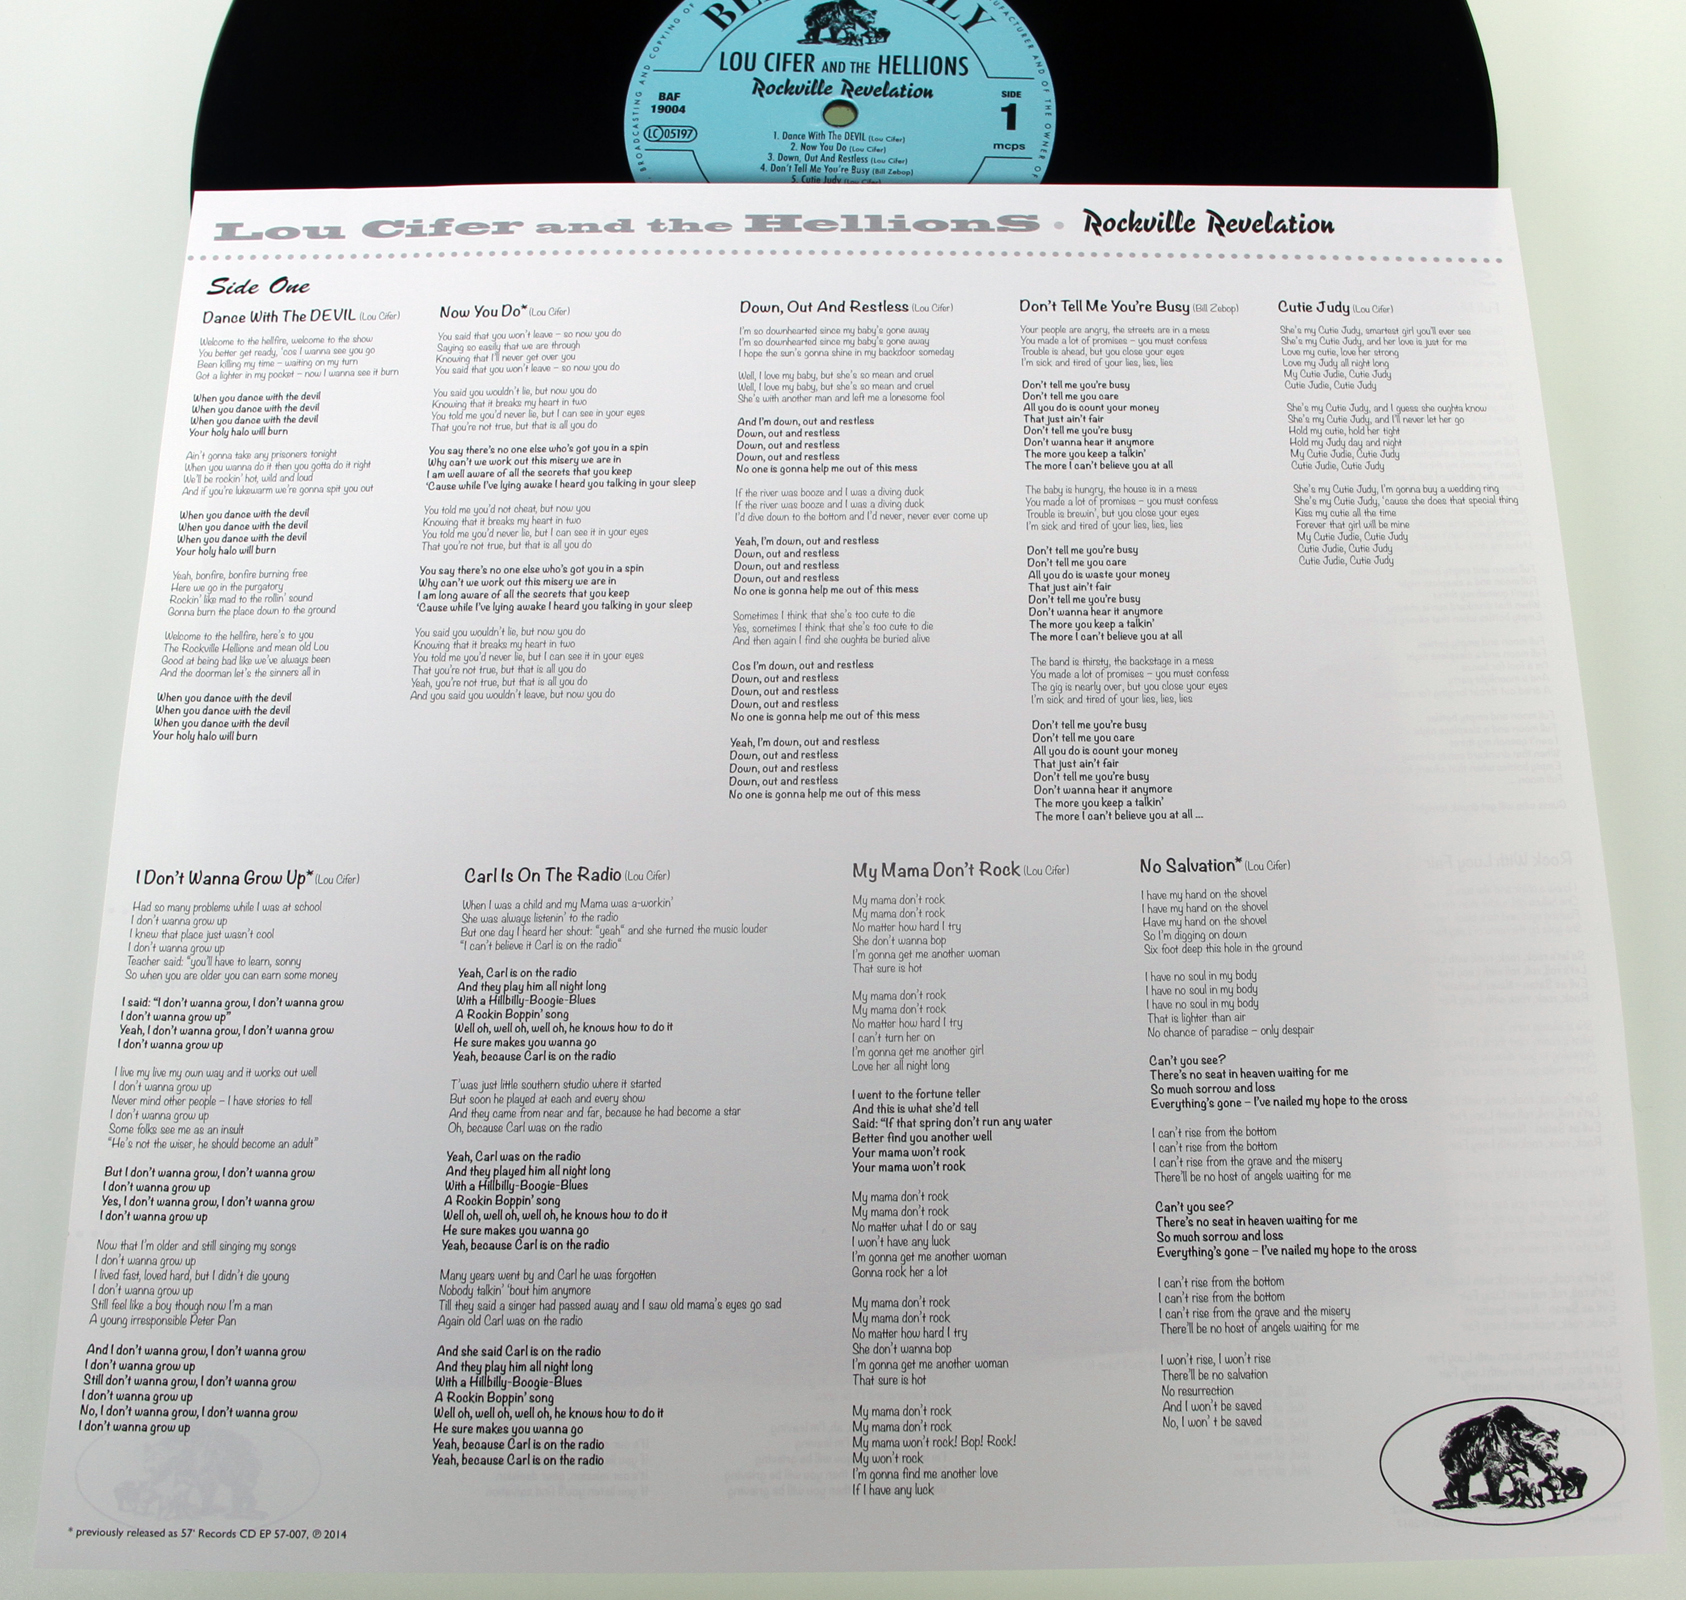 LOU CIFER AND THE HELLIONS
Rockville Revelation
BAF
19004
LC 05197
SIDE
1
mcps
1. Dance With The DEVIL (Lou Cifer)
2. Now You Do (Lou Cifer)
3. Down, Out And Restless (Lou Cifer)
4. Don't Tell Me You're Busy (Bill Zebop)
5. Cutie Judy (Lou Cifer)
BROADCASTING AND COPYING OF
MANUFACTURER AND OF THE OWNER OF
Lou Cifer and the HellionS • Rockville Revelation
Side One
Dance With The DEVIL (Lou Cifer)
Welcome to the hellfire, welcome to the show
You better get ready, 'cos I wanna see you go
Been killing my time – waiting on my turn
Got a lighter in my pocket – now I wanna see it burn
When you dance with the devil
When you dance with the devil
When you dance with the devil
Your holy halo will burn
Ain't gonna take any prisoners tonight
When you wanna do it then you gotta do it right
We'll be rockin' hot, wild and loud
And if you're lukewarm we're gonna spit you out
When you dance with the devil
When you dance with the devil
When you dance with the devil
Your holy halo will burn
Yeah, bonfire, bonfire burning free
Here we go in the purgatory
Rockin' like mad to the rollin' sound
Gonna burn the place down to the ground
Welcome to the hellfire, here's to you
The Rockville Hellions and mean old Lou
Good at being bad like we've always been
And the doorman let's the sinners all in
When you dance with the devil
When you dance with the devil
When you dance with the devil
Your holy halo will burn
Now You Do* (Lou Cifer)
You said that you won't leave – so now you do
Saying so easily that we are through
Knowing that I'll never get over you
You said that you won't leave – so now you do
You said you wouldn't lie, but now you do
Knowing that it breaks my heart in two
You told me you'd never lie, but I can see in your eyes
That you're not true, but that is all you do
You say there's no one else who's got you in a spin
Why can't we work out this misery we are in
I am well aware of all the secrets that you keep
'Cause while I've lying awake I heard you talking in your sleep
You told me you'd not cheat, but now you
Knowing that it breaks my heart in two
You told me you'd never lie, but I can see it in your eyes
That you're not true, but that is all you do
You say there's no one else who's got you in a spin
Why can't we work out this misery we are in
I am long aware of all the secrets that you keep
'Cause while I've lying awake I heard you talking in your sleep
You said you wouldn't lie, but now you do
Knowing that it breaks my heart in two
You told me you'd never lie, but I can see it in your eyes
That you're not true, but that is all you do
Yeah, you're not true, but that is all you do
And you said you wouldn't leave, but now you do
Down, Out And Restless (Lou Cifer)
I'm so downhearted since my baby's gone away
I'm so downhearted since my baby's gone away
I hope the sun's gonna shine in my backdoor someday
Well, I love my baby, but she's so mean and cruel
Well, I love my baby, but she's so mean and cruel
She's with another man and left me a lonesome fool
And I'm down, out and restless
Down, out and restless
Down, out and restless
Down, out and restless
No one is gonna help me out of this mess
If the river was booze and I was a diving duck
If the river was booze and I was a diving duck
I'd dive down to the bottom and I'd never, never ever come up
Yeah, I'm down, out and restless
Down, out and restless
Down, out and restless
Down, out and restless
No one is gonna help me out of this mess
Sometimes I think that she's too cute to die
Yes, sometimes I think that she's too cute to die
And then again I find she oughta be buried alive
Cos I'm down, out and restless
Down, out and restless
Down, out and restless
Down, out and restless
No one is gonna help me out of this mess
Yeah, I'm down, out and restless
Down, out and restless
Down, out and restless
Down, out and restless
No one is gonna help me out of this mess
Don't Tell Me You're Busy (Bill Zebop)
Your people are angry, the streets are in a mess
You made a lot of promises – you must confess
Trouble is ahead, but you close your eyes
I'm sick and tired of your lies, lies, lies
Don't tell me you're busy
Don't tell me you care
All you do is count your money
That just ain't fair
Don't tell me you're busy
Don't wanna hear it anymore
The more you keep a talkin'
The more I can't believe you at all
The baby is hungry, the house is in a mess
You made a lot of promises – you must confess
Trouble is brewin', but you close your eyes
I'm sick and tired of your lies, lies, lies
Don't tell me you're busy
Don't tell me you care
All you do is waste your money
That just ain't fair
Don't tell me you're busy
Don't wanna hear it anymore
The more you keep a talkin'
The more I can't believe you at all
The band is thirsty, the backstage in a mess
You made a lot of promises – you must confess
The gig is nearly over, but you close your eyes
I'm sick and tired of your lies, lies, lies
Don't tell me you're busy
Don't tell me you care
All you do is count your money
That just ain't fair
Don't tell me you're busy
Don't wanna hear it anymore
The more you keep a talkin'
The more I can't believe you at all ...
Cutie Judy (Lou Cifer)
She's my Cutie Judy, smartest girl you'll ever see
She's my Cutie Judy, and her love is just for me
Love my cutie, love her strong
Love my Judy all night long
My Cutie Judie, Cutie Judy
Cutie Judie, Cutie Judy
She's my Cutie Judy, and I guess she oughta know
She's my Cutie Judy, and I'll never let her go
Hold my cutie, hold her tight
Hold my Judy day and night
My Cutie Judie, Cutie Judy
Cutie Judie, Cutie Judy
She's my Cutie Judy, I'm gonna buy a wedding ring
She's my Cutie Judy, 'cause she does that special thing
Kiss my cutie all the time
Forever that girl will be mine
My Cutie Judie, Cutie Judy
Cutie Judie, Cutie Judy
Cutie Judie, Cutie Judy
I Don't Wanna Grow Up* (Lou Cifer)
Had so many problems while I was at school
I don't wanna grow up
I knew that place just wasn't cool
I don't wanna grow up
Teacher said: "you'll have to learn, sonny
So when you are older you can earn some money
I said: "I don't wanna grow, I don't wanna grow
I don't wanna grow up"
Yeah, I don't wanna grow, I don't wanna grow
I don't wanna grow up
I live my live my own way and it works out well
I don't wanna grow up
Never mind other people – I have stories to tell
I don't wanna grow up
Some folks see me as an insult
"He's not the wiser, he should become an adult"
But I don't wanna grow, I don't wanna grow
I don't wanna grow up
Yes, I don't wanna grow, I don't wanna grow
I don't wanna grow up
Now that I'm older and still singing my songs
I don't wanna grow up
I lived fast, loved hard, but I didn't die young
I don't wanna grow up
Still feel like a boy though now I'm a man
A young irresponsible Peter Pan
And I don't wanna grow, I don't wanna grow
I don't wanna grow up
Still don't wanna grow, I don't wanna grow
I don't wanna grow up
No, I don't wanna grow, I don't wanna grow
I don't wanna grow up
Carl Is On The Radio (Lou Cifer)
When I was a child and my Mama was a-workin'
She was always listenin' to the radio
But one day I heard her shout: "yeah" and she turned the music louder
"I can't believe it Carl is on the radio"
Yeah, Carl is on the radio
And they play him all night long
With a Hillbilly-Boogie-Blues
A Rockin Boppin' song
Well oh, well oh, well oh, he knows how to do it
He sure makes you wanna go
Yeah, because Carl is on the radio
T'was just little southern studio where it started
But soon he played at each and every show
And they came from near and far, because he had become a star
Oh, because Carl was on the radio
Yeah, Carl was on the radio
And they played him all night long
With a Hillbilly-Boogie-Blues
A Rockin Boppin' song
Well oh, well oh, well oh, he knows how to do it
He sure makes you wanna go
Yeah, because Carl is on the radio
Many years went by and Carl he was forgotten
Nobody talkin' 'bout him anymore
Till they said a singer had passed away and I saw old mama's eyes go sad
Again old Carl was on the radio
And she said Carl is on the radio
And they play him all night long
With a Hillbilly-Boogie-Blues
A Rockin Boppin' song
Well oh, well oh, well oh, he knows how to do it
He sure makes you wanna go
Yeah, because Carl is on the radio
Yeah, because Carl is on the radio
My Mama Don't Rock (Lou Cifer)
My mama don't rock
My mama don't rock
No matter how hard I try
She don't wanna bop
I'm gonna get me another woman
That sure is hot
My mama don't rock
My mama don't rock
No matter how hard I try
I can't turn her on
I'm gonna get me another girl
Love her all night long
I went to the fortune teller
And this is what she'd tell
Said: "If that spring don't run any water
Better find you another well
Your mama won't rock
Your mama won't rock
My mama don't rock
My mama don't rock
No matter what I do or say
I won't have any luck
I'm gonna get me another woman
Gonna rock her a lot
My mama don't rock
My mama don't rock
No matter how hard I try
She don't wanna bop
I'm gonna get me another woman
That sure is hot
My mama don't rock
My mama don't rock
My mama won't rock! Bop! Rock!
My won't rock
I'm gonna find me another love
If I have any luck
No Salvation* (Lou Cifer)
I have my hand on the shovel
I have my hand on the shovel
Have my hand on the shovel
So I'm digging on down
Six foot deep this hole in the ground
I have no soul in my body
I have no soul in my body
I have no soul in my body
That is lighter than air
No chance of paradise – only despair
Can't you see?
There's no seat in heaven waiting for me
So much sorrow and loss
Everything's gone – I've nailed my hope to the cross
I can't rise from the bottom
I can't rise from the bottom
I can't rise from the grave and the misery
There'll be no host of angels waiting for me
Can't you see?
There's no seat in heaven waiting for me
So much sorrow and loss
Everything's gone – I've nailed my hope to the cross
I can't rise from the bottom
I can't rise from the bottom
I can't rise from the grave and the misery
There'll be no host of angels waiting for me
I won't rise, I won't rise
There'll be no salvation
No resurrection
And I won't be saved
No, I won' t be saved
* previously released as 57' Records CD EP 57-007, ℗ 2014